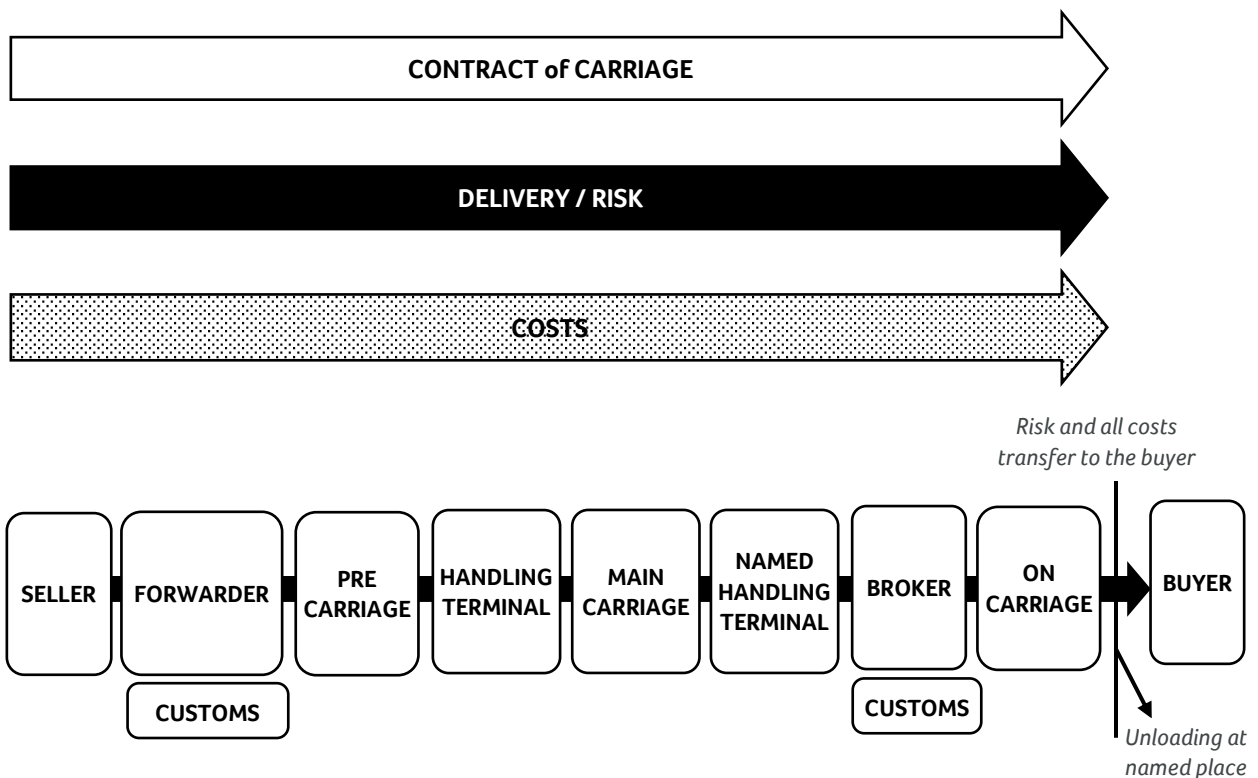 CONTRACT of CARRIAGE
DELIVERY / RISK
COSTS
Risk and all costs
transfer to the buyer
SELLER
FORWARDER
PRE
CARRIAGE
HANDLING
TERMINAL
MAIN
CARRIAGE
NAMED
HANDLING
TERMINAL
BROKER
ON
CARRIAGE
BUYER
CUSTOMS
CUSTOMS
Unloading at
named place